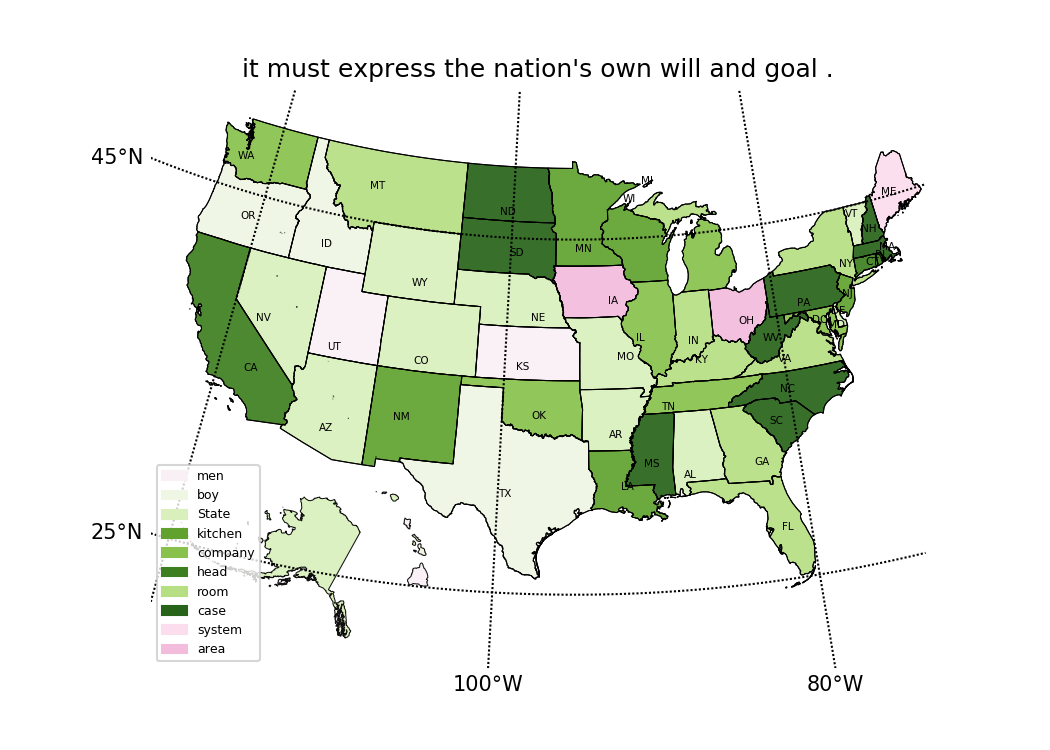 it must express the nation's own will and goal .
45°N
25°N
100°W
80°W
WA
OR
CA
ID
NV
UT
AZ
MT
WY
CO
NM
ND
SD
NE
KS
OK
TX
MN
IA
MO
AR
LA
WI
MI
IL
IN
OH
KY
TN
MS
AL
GA
FL
SC
NC
VA
WV
PA
NY
VT
NH
ME
MA
RI
CT
NJ
DE
MD
DC
men
boy
State
kitchen
company
head
room
case
system
area